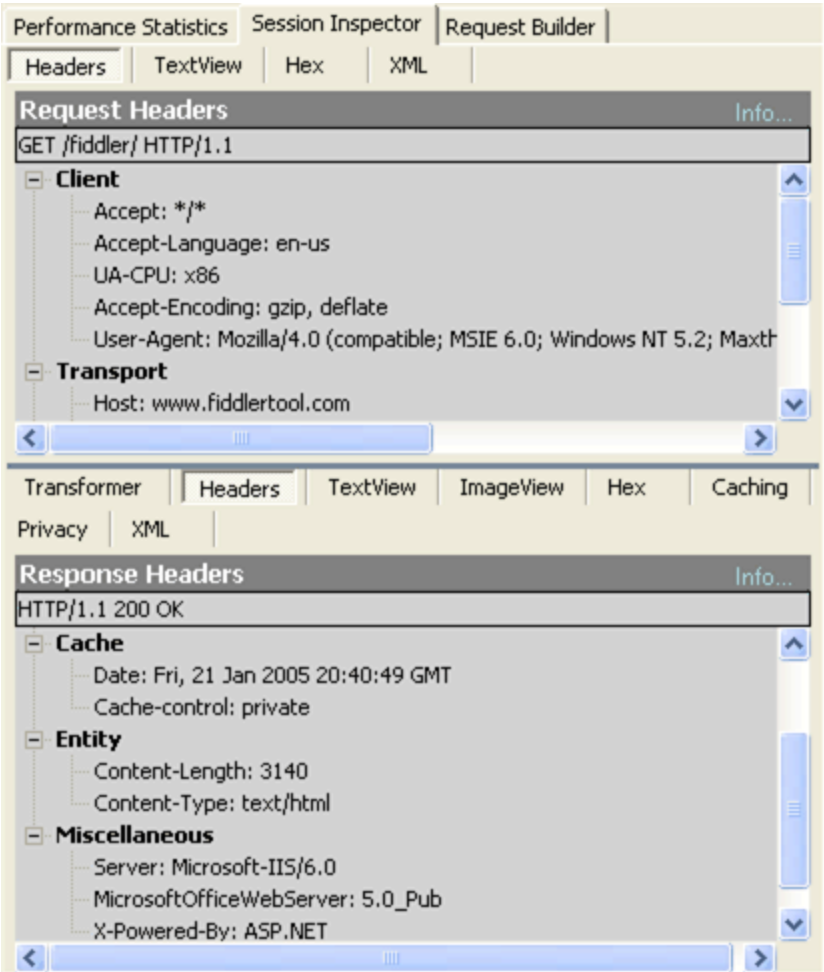 Performance Statistics Session Inspector Request Builder
Headers TextView Hex XML
Request Headers Info...
GET /fiddler/ HTTP/1.1
Client
Accept: */*
Accept-Language: en-us
UA-CPU: x86
Accept-Encoding: gzip, deflate
User-Agent: Mozilla/4.0 (compatible; MSIE 6.0; Windows NT 5.2; Maxth
Transport
Host: www.fiddlertool.com
Transformer Headers TextView ImageView Hex Caching
Privacy XML
Response Headers Info...
HTTP/1.1 200 OK
Cache
Date: Fri, 21 Jan 2005 20:40:49 GMT
Cache-control: private
Entity
Content-Length: 3140
Content-Type: text/html
Miscellaneous
Server: Microsoft-IIS/6.0
MicrosoftOfficeWebServer: 5.0_Pub
X-Powered-By: ASP.NET